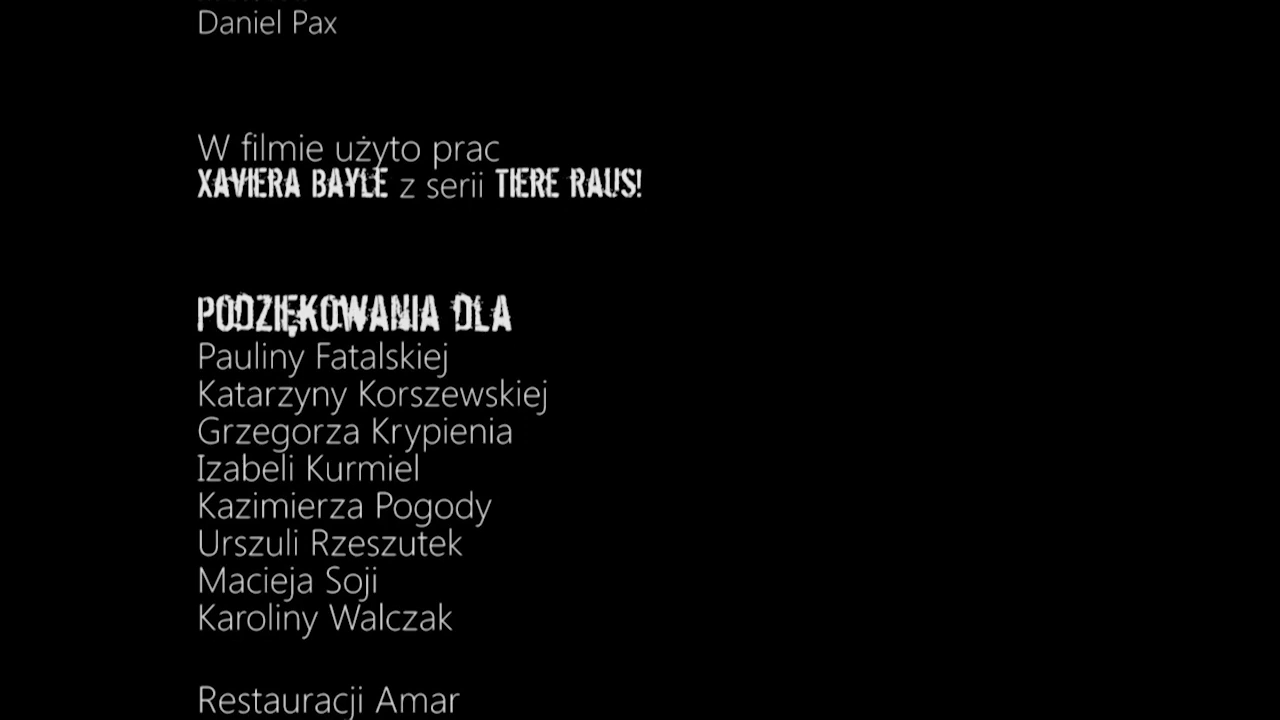 Daniel Pax
W filmie użyto prac
XAVIERA BAYLE z serii TIERE RAUS!
PODZIĘKOWANIA DLA
Pauliny Fatalskiej
Katarzyny Korszewskiej
Grzegorza Krypienia
Izabeli Kurmiel
Kazimierza Pogody
Urszuli Rzeszutek
Macieja Soji
Karoliny Walczak
Restauracji Amar